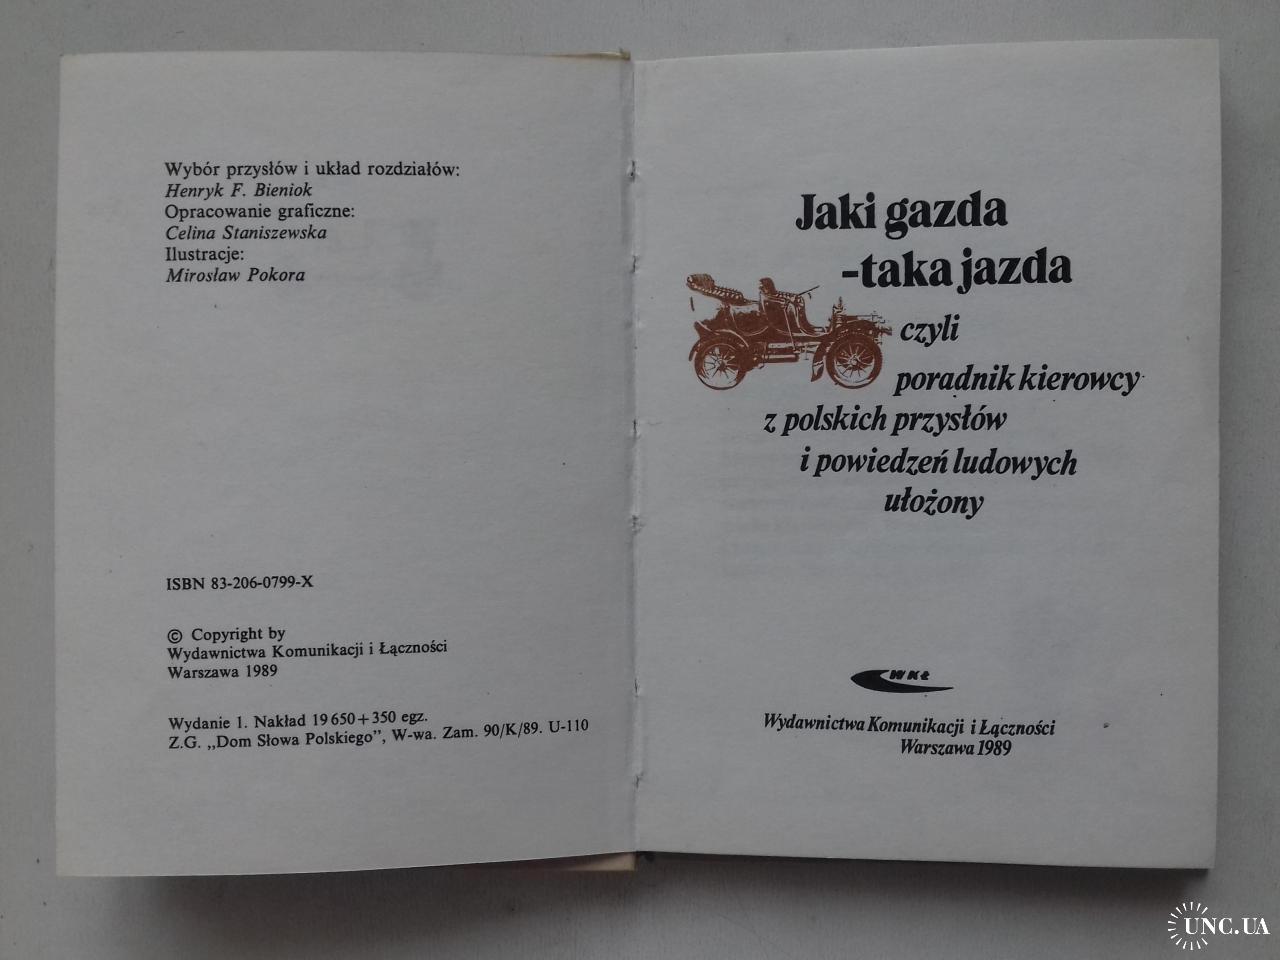 Wybór przysłów i układ rozdziałów:
Henryk F. Bieniok
Opracowanie graficzne:
Celina Staniszewska
Ilustracje:
Mirosław Pokora
ISBN 83-206-0799-X
© Copyright by
Wydawnictwa Komunikacji i Łączności
Warszawa 1989
Wydanie 1. Nakład 19 650 + 350 egz.
Z.G. „Dom Słowa Polskiego”, W-wa. Zam. 90/K/89. U-110
Jaki gazda
-taka jazda
czyli
poradnik kierowcy
z polskich przysłów
i powiedzeń ludowych
ułożony
WKŁ
Wydawnictwa Komunikacji i Łączności
Warszawa 1989
UNC.UA